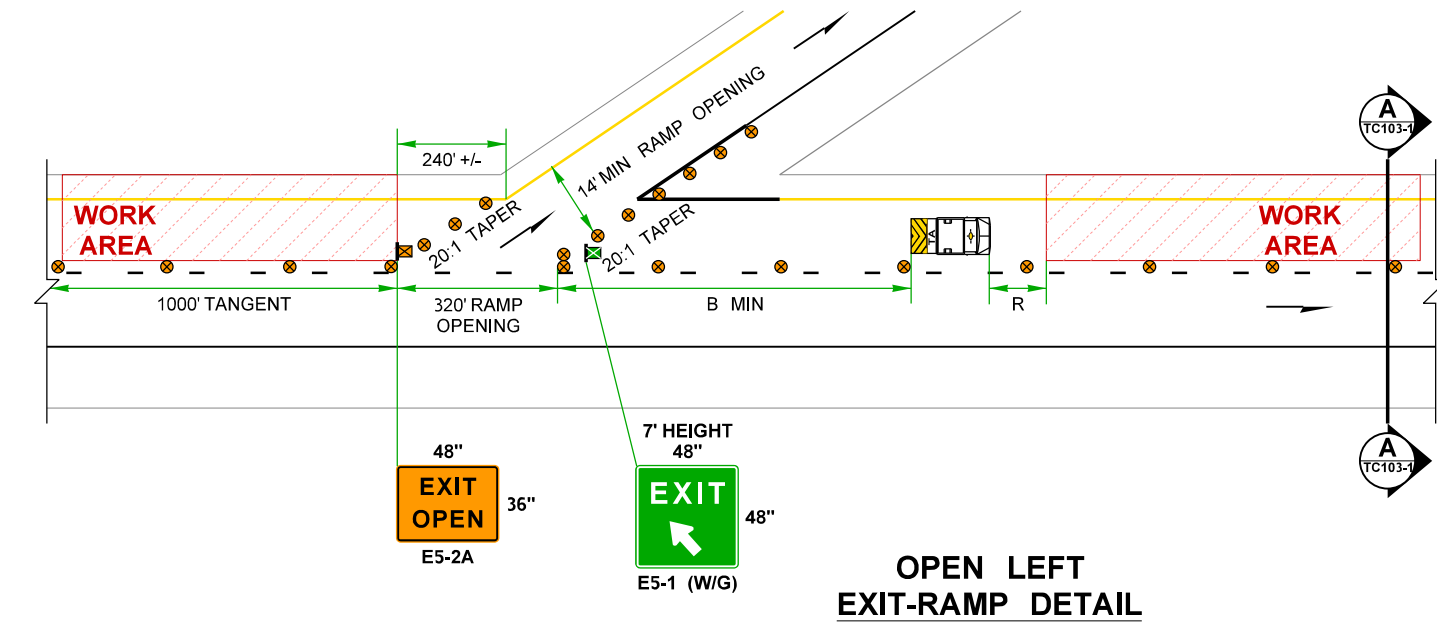 A
TC103-1
240' +/-
14' MIN RAMP OPENING
WORK
AREA
20:1 TAPER
20:1 TAPER
TA
WORK
AREA
1000' TANGENT
320' RAMP
OPENING
B MIN
R
A
TC103-1
48"
EXIT
OPEN
36"
E5-2A
7' HEIGHT
48"
EXIT
48"
E5-1 (W/G)
OPEN LEFT
EXIT-RAMP DETAIL